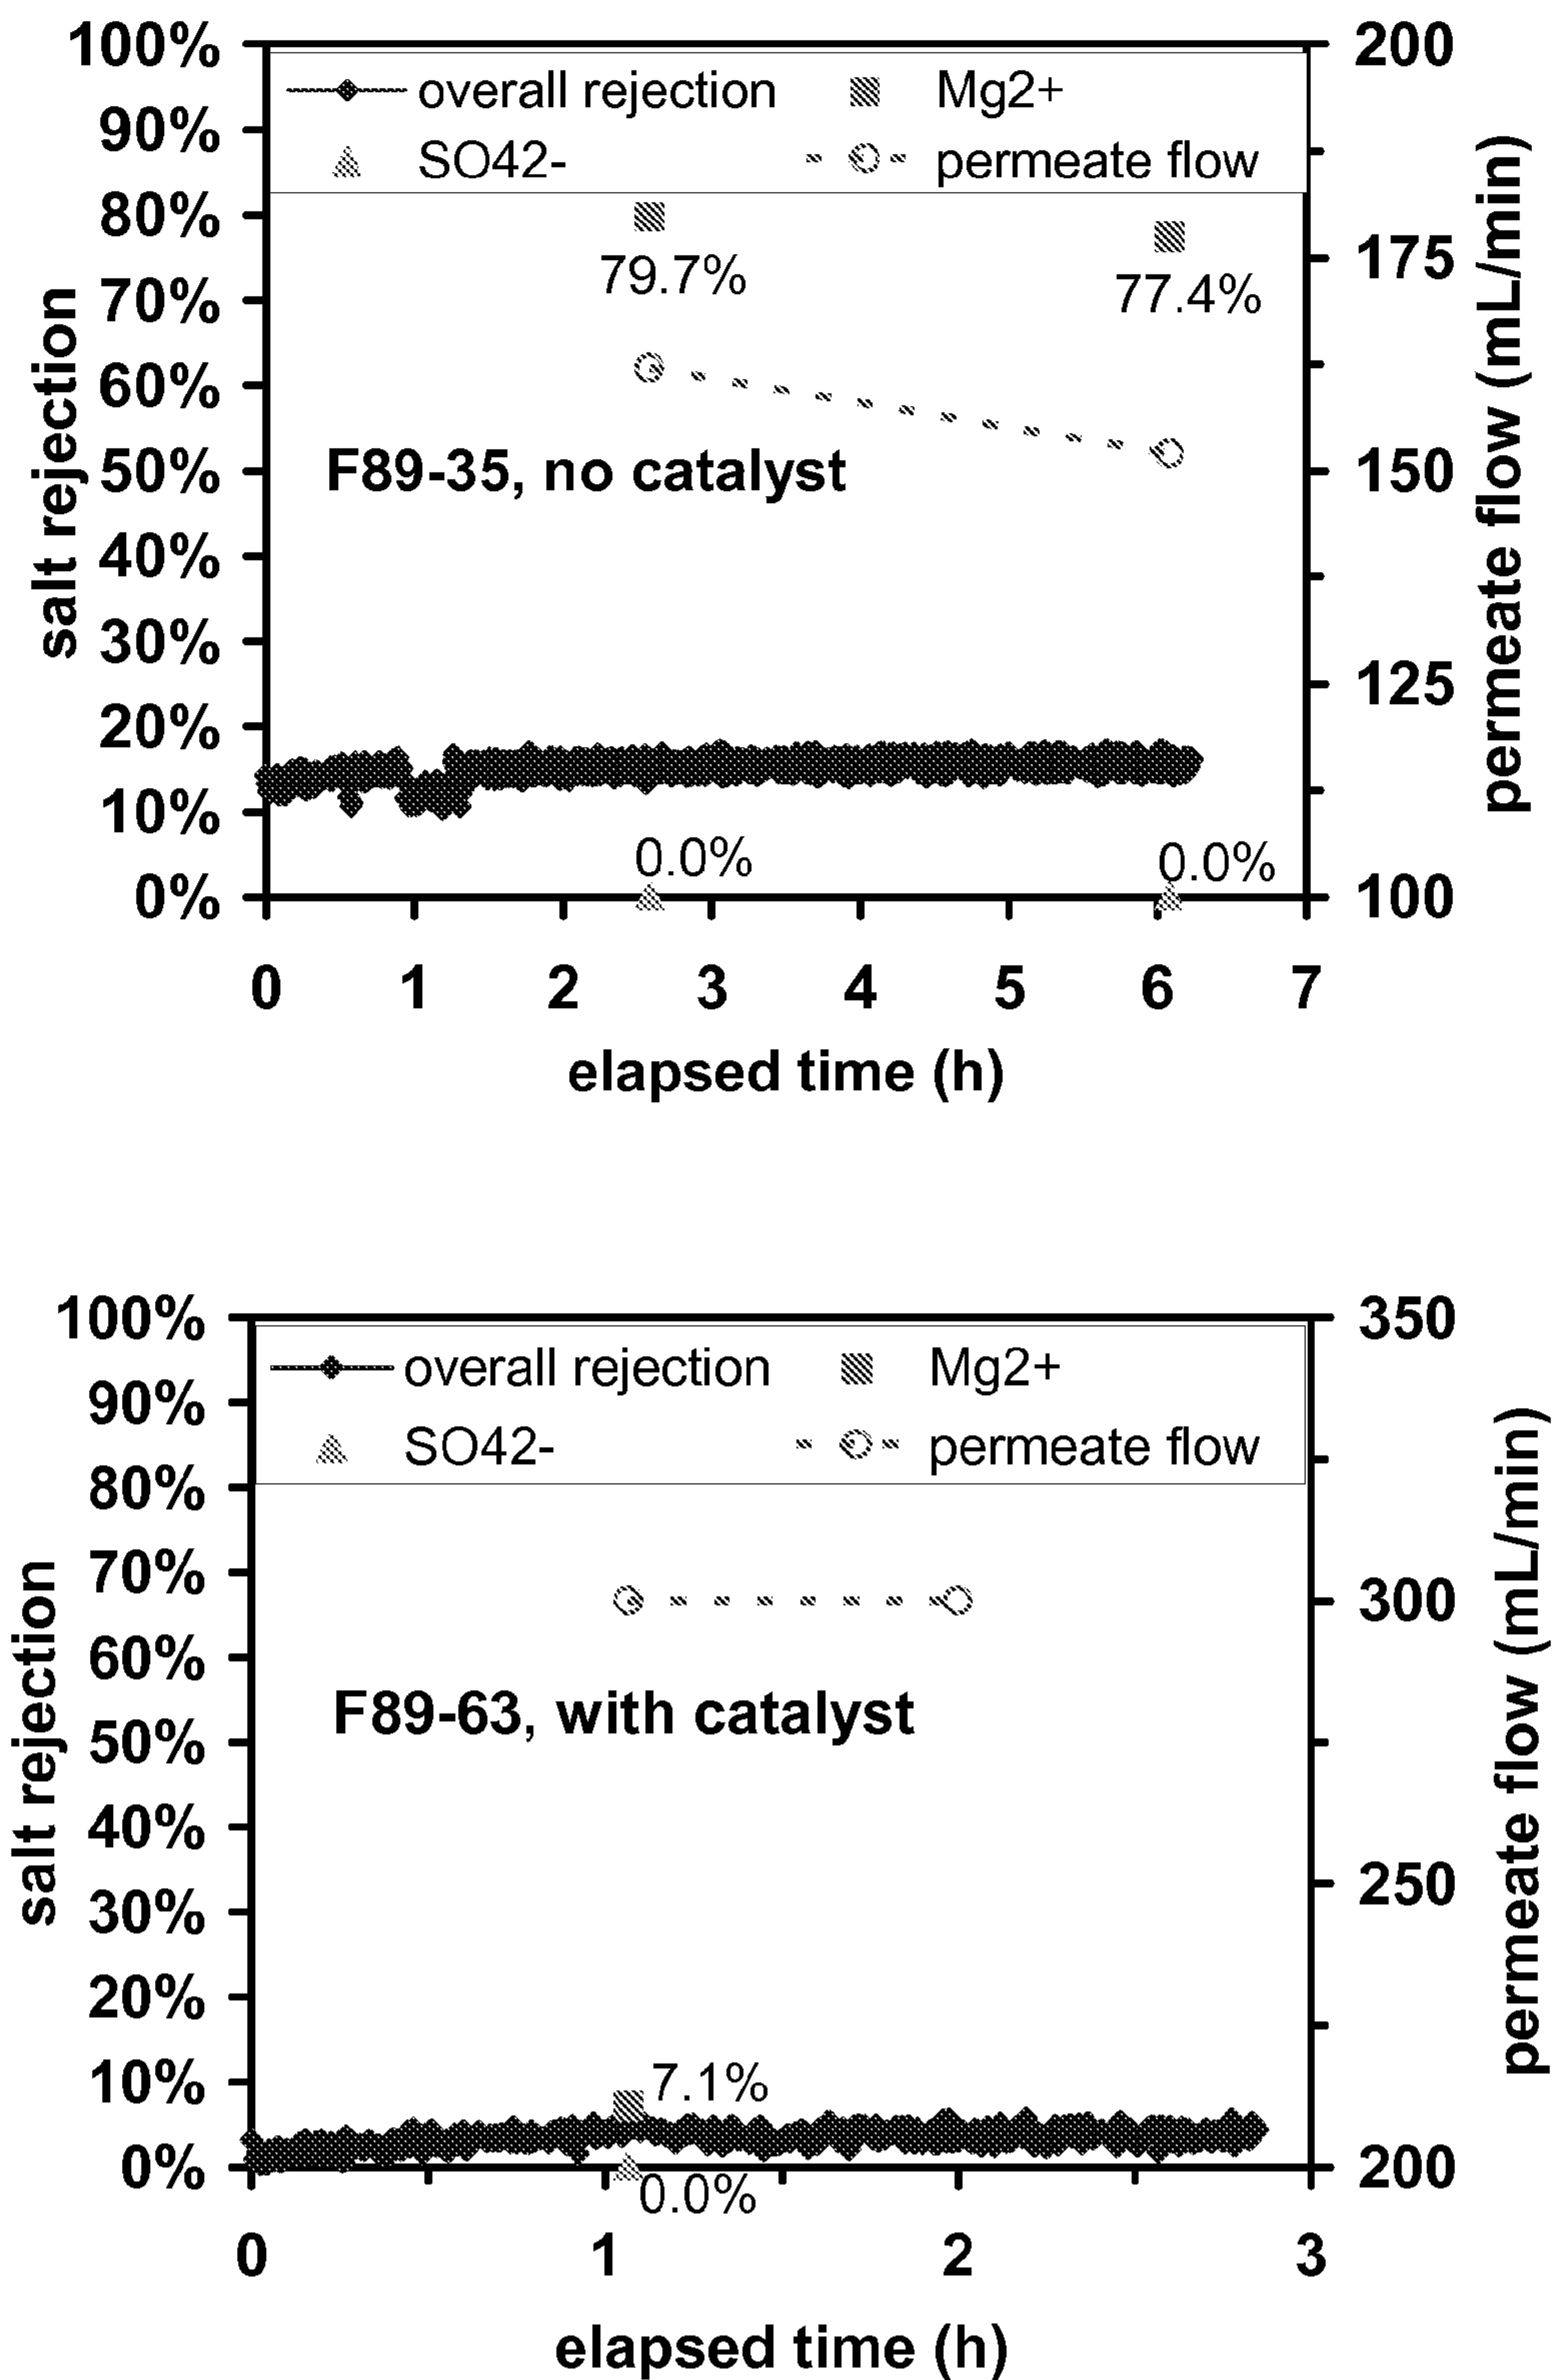 100%
200
overall rejection
Mg2+
90%
SO42-
permeate flow
80%
79.7%
175
77.4%
70%
60%
F89-35, no catalyst
50%
150
40%
30%
125
20%
10%
0.0%
0.0%
0%
100
salt rejection
permeate flow (mL/min)
0 1 2 3 4 5 6 7
elapsed time (h)
100%
350
overall rejection
Mg2+
90%
SO42-
permeate flow
80%
70%
300
60%
F89-63, with catalyst
50%
40%
250
30%
20%
10%
7.1%
0%
200
0.0%
salt rejection
permeate flow (mL/min)
0 1 2 3
elapsed time (h)